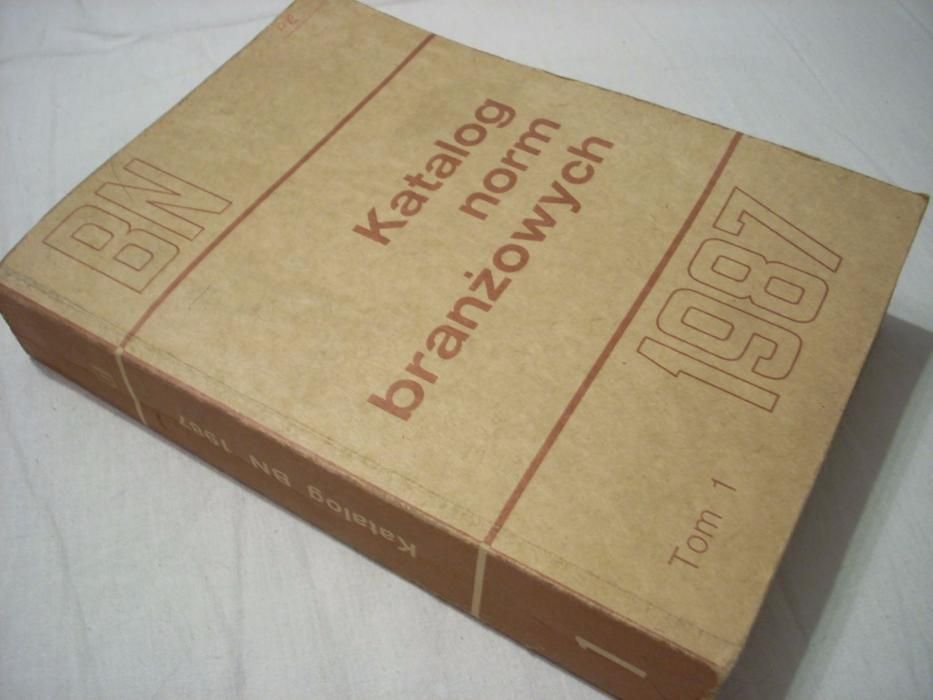 BN
Katalog
norm
branżowych
1987
Tom 1
Katalog BN 1987
1